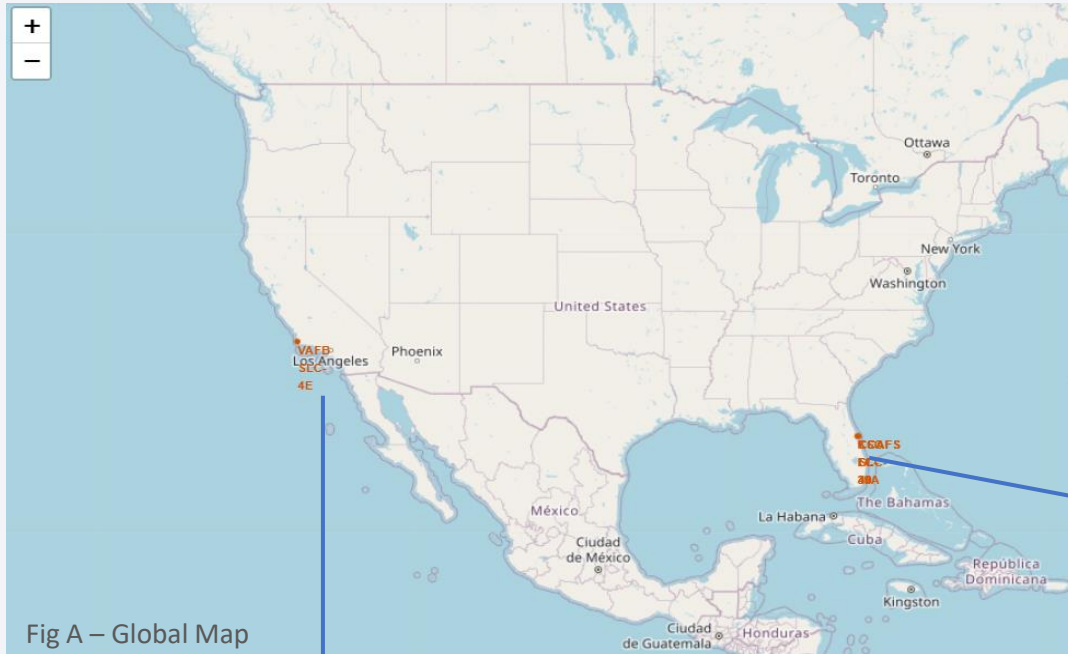 +
−
Ottawa
Toronto
New York
Washington
United States
VAFB
Los Angeles
SLC-
4E
Phoenix
La Habana
The Bahamas
Cuba
México
Ciudad
de México
República
Dominicana
Kingston
Ciudad
de Guatemala
Honduras
Fig A – Global Map